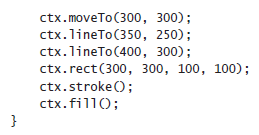 ctx.moveTo(300, 300);
ctx.lineTo(350, 250);
ctx.lineTo(400, 300);
ctx.rect(300, 300, 100, 100);
ctx.stroke();
ctx.fill();
}